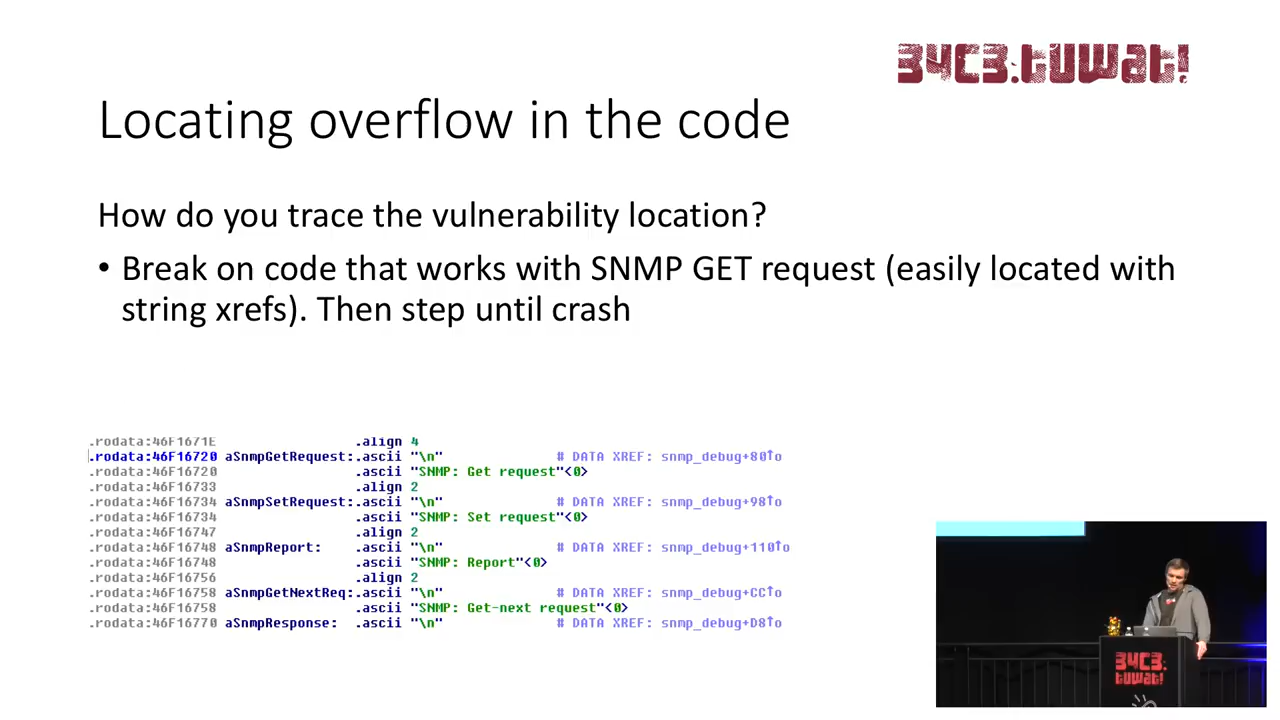 34C3.tuwat!
Locating overflow in the code
How do you trace the vulnerability location?
• Break on code that works with SNMP GET request (easily located with
string xrefs). Then step until crash
.rodata:46F1671E .align 4
.rodata:46F16720 aSnmpGetRequest:.ascii "\n" # DATA XREF: snmp_debug+80↑o
.rodata:46F16720 .ascii "SNMP: Get request"<0>
.rodata:46F16733 .align 2
.rodata:46F16734 aSnmpSetRequest:.ascii "\n" # DATA XREF: snmp_debug+98↑o
.rodata:46F16734 .ascii "SNMP: Set request"<0>
.rodata:46F16747 .align 2
.rodata:46F16748 aSnmpReport: .ascii "\n" # DATA XREF: snmp_debug+110↑o
.rodata:46F16748 .ascii "SNMP: Report"<0>
.rodata:46F16756 .align 2
.rodata:46F16758 aSnmpGetNextReq:.ascii "\n" # DATA XREF: snmp_debug+CC↑o
.rodata:46F16758 .ascii "SNMP: Get-next request"<0>
.rodata:46F16770 aSnmpResponse: .ascii "\n" # DATA XREF: snmp_debug+D8↑o
34C3.
tuwat!